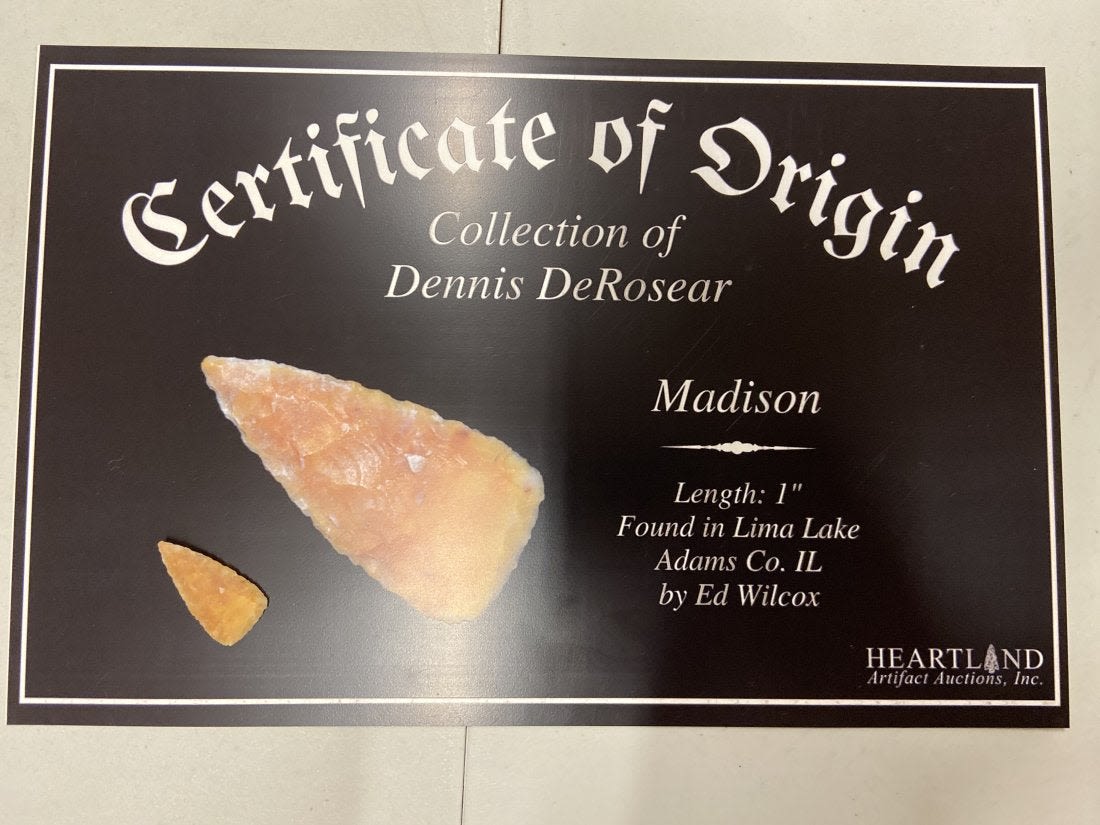 Certificate of Origin
Collection of
Dennis DeRosear
Madison
Length: 1"
Found in Lima Lake
Adams Co. IL
by Ed Wilcox
HEARTLAND
Artifact Auctions, Inc.